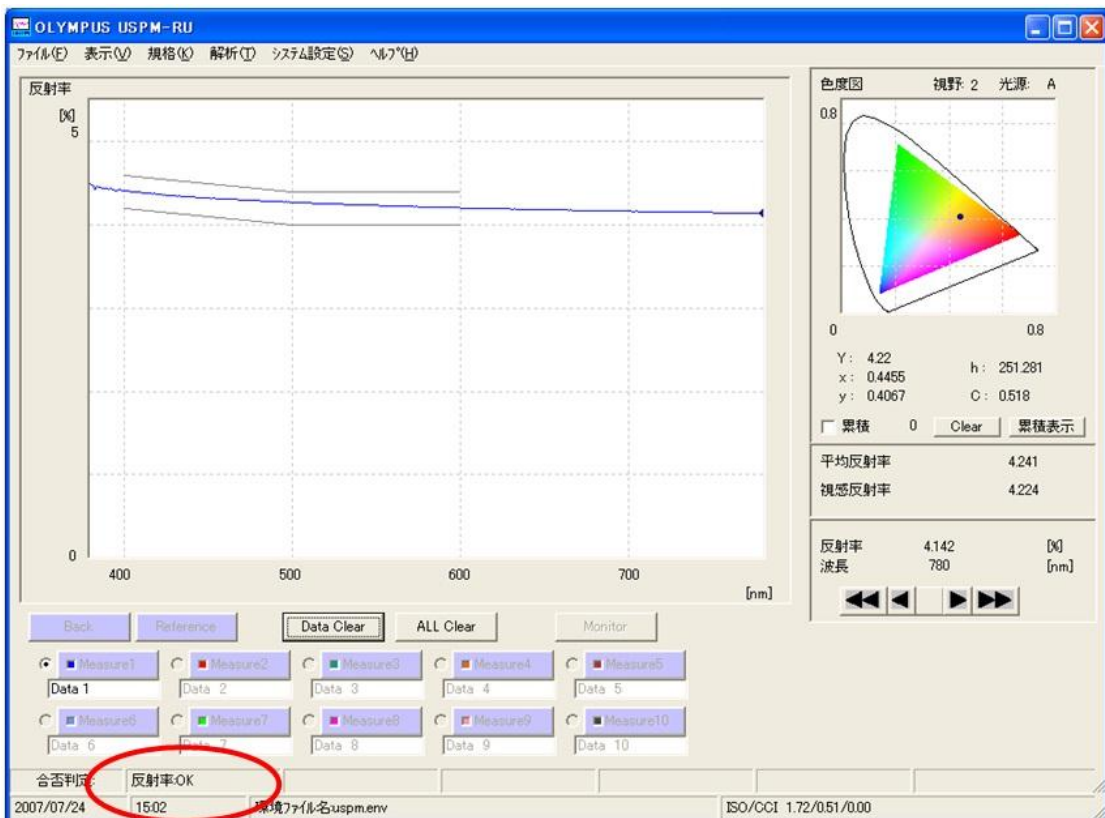 OLYMPUS USPM-RU
ファイル(F) 表示(V) 規格(K) 解析(T) システム設定(S) ヘルプ(H)
反射率
[%]
5
0
400 500 600 700
[nm]
色度図 視野: 2 光源: A
0.8
0 0.8
Y: 4.22
x: 0.4455
y: 0.4067
h: 251.281
C: 0.518
累積 0 Clear 累積表示
平均反射率 4.241
視感反射率 4.224
反射率 4.142 [%]
波長 780 [nm]
Back Reference Data Clear ALL Clear Monitor
Measure1 Measure2 Measure3 Measure4 Measure5
Data 1 Data 2 Data 3 Data 4 Data 5
Measure6 Measure7 Measure8 Measure9 Measure10
Data 6 Data 7 Data 8 Data 9 Data 10
合否判定: 反射率:OK
2007/07/24 15:02 環境ファイル名:uspm.env ISO/CCI 1.72/0.51/0.00